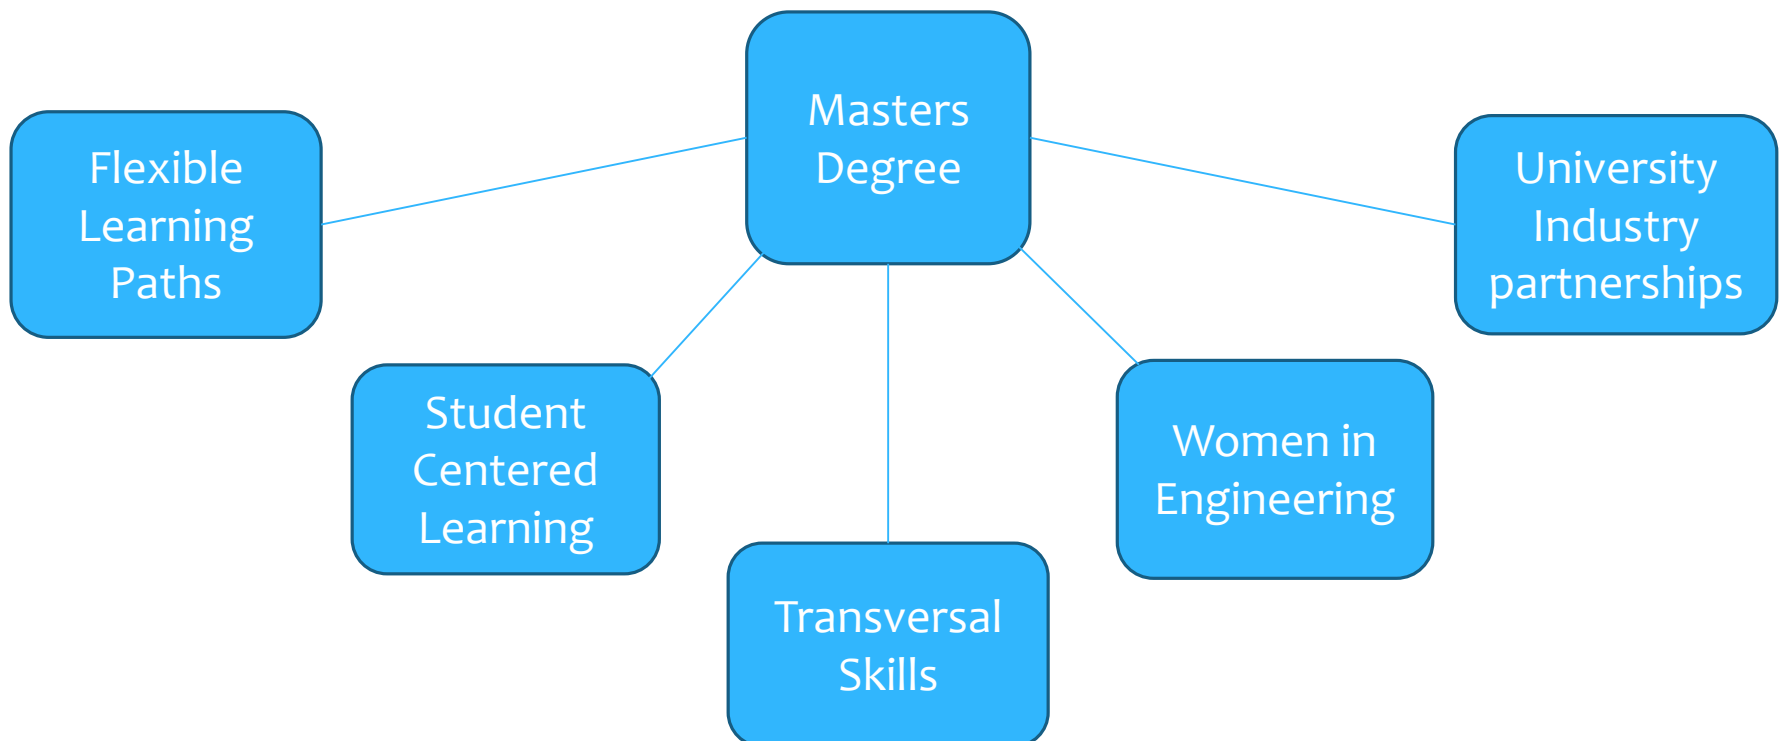 Masters
Degree
Flexible
Learning
Paths
University
Industry
partnerships
Student
Centered
Learning
Women in
Engineering
Transversal
Skills